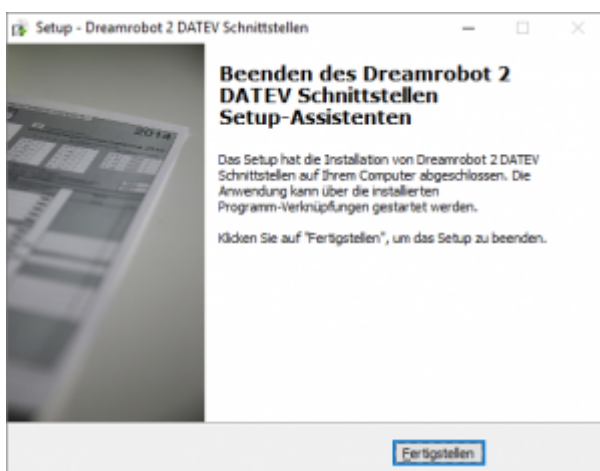 Setup - Dreamrobot 2 DATEV Schnittstellen
2014
Beenden des Dreamrobot 2
DATEV Schnittstellen
Setup-Assistenten
Das Setup hat die Installation von Dreamrobot 2 DATEV
Schnittstellen auf Ihrem Computer abgeschlossen. Die
Anwendung kann über die installierten
Programm-Verknüpfungen gestartet werden.
Klicken Sie auf "Fertigstellen", um das Setup zu beenden.
Fertigstellen